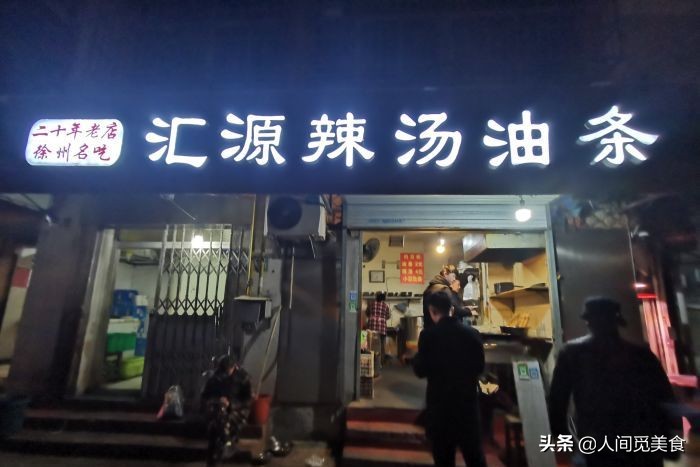 二十年老店
徐州名吃
汇源辣汤油条
头条 @人间觅美食